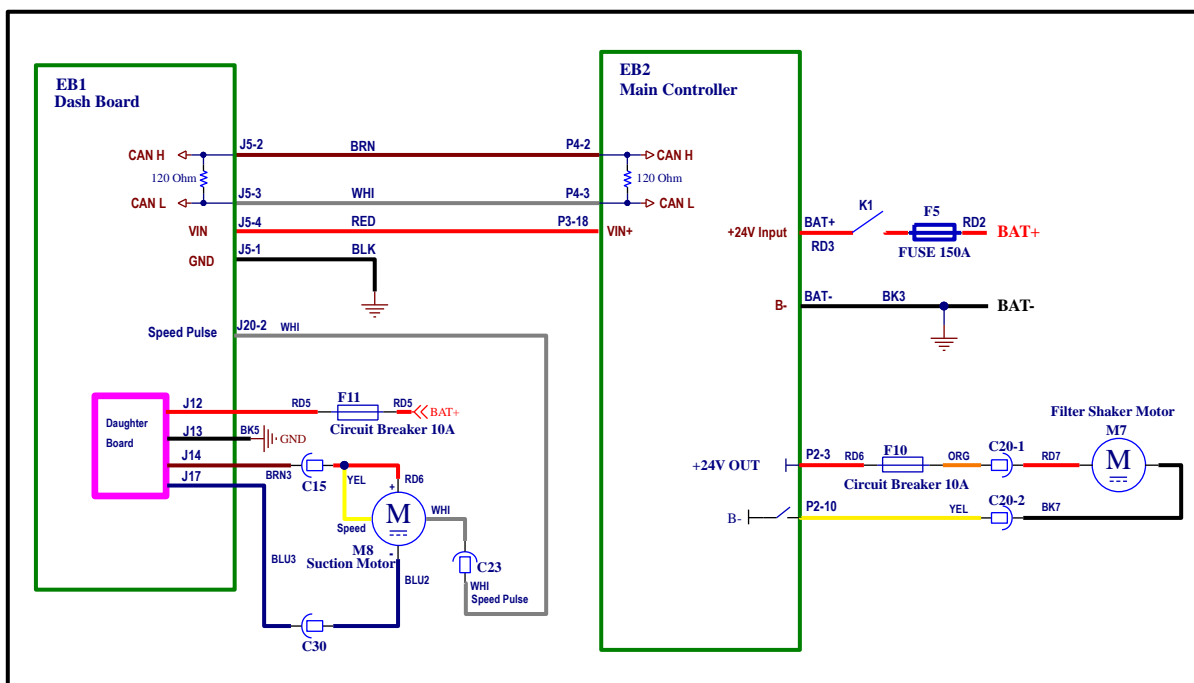 EB1
Dash Board
EB2
Main Controller
J5-2
BRN
P4-2
CAN H
120 Ohm
CAN L
J5-3
WHI
P4-3
CAN H
120 Ohm
CAN L
VIN
J5-4
RED
P3-18
VIN+
GND
J5-1
BLK
+24V Input
BAT+
RD3
K1
F5
FUSE 150A
RD2
BAT+
B-
BAT-
BK3
BAT-
Speed Pulse
J20-2
WHI
Daughter
Board
J12
RD5
F11
RD5
BAT+
Circuit Breaker 10A
J13
BK5
GND
J14
BRN3
C15
YEL
RD6
J17
+
M
Speed
-
M8
Suction Motor
WHI
C23
WHI
Speed Pulse
BLU3
BLU2
C30
Filter Shaker Motor
M7
M
+24V OUT
P2-3
RD6
F10
ORG
C20-1
RD7
Circuit Breaker 10A
B-
P2-10
YEL
C20-2
BK7